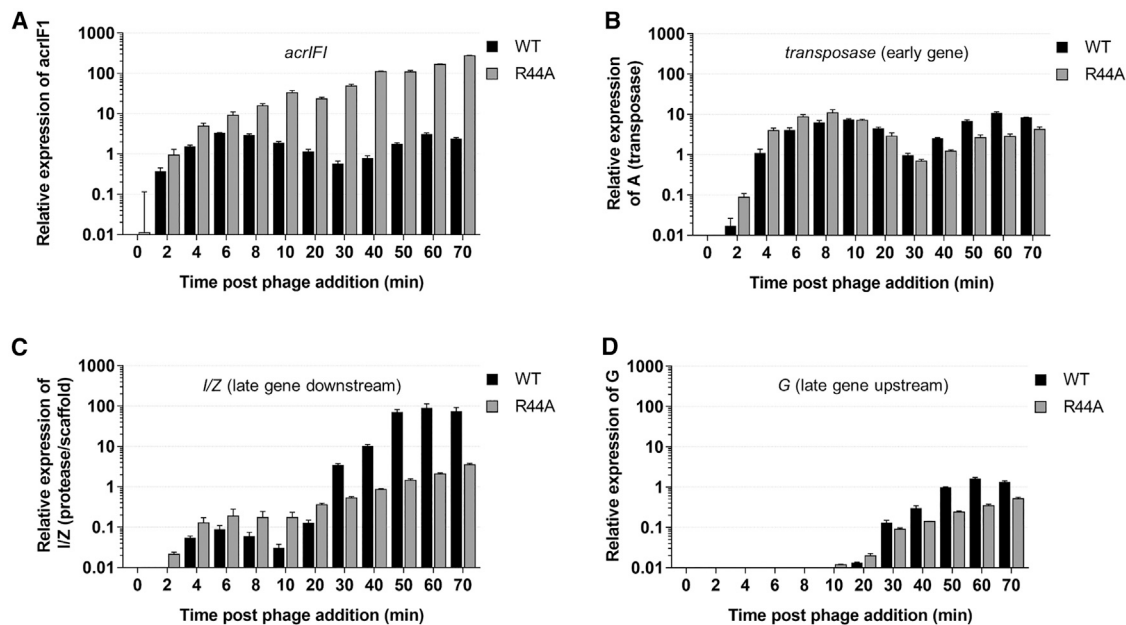 A
Relative expression of acrIF1
1000
100
10
1
0.1
0.01
acrIFI
WT
R44A
0 2 4 6 8 10 20 30 40 50 60 70
Time post phage addition (min)
B
Relative expression
of A (transposase)
1000
100
10
1
0.1
0.01
transposase (early gene)
WT
R44A
0 2 4 6 8 10 20 30 40 50 60 70
Time post phage addition (min)
C
Relative expression of
I/Z (protease/scaffold)
1000
100
10
1
0.1
0.01
I/Z (late gene downstream)
WT
R44A
0 2 4 6 8 10 20 30 40 50 60 70
Time post phage addition (min)
D
Relative expression of G
1000
100
10
1
0.1
0.01
G (late gene upstream)
WT
R44A
0 2 4 6 8 10 20 30 40 50 60 70
Time post phage addition (min)